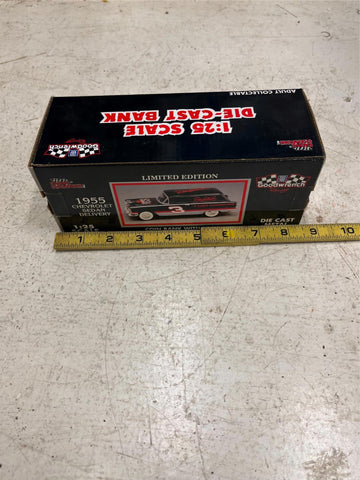 ADULT COLLECTABLE
1:25 SCALE
DIE-CAST BANK
Goodwrench
LIMITED EDITION
1955
CHEVROLET
SEDAN
DELIVERY
3
Goodwrench
1:25
DIE CAST
COIN BANK WITH
1 2 3 4 5 6 7 8 9 10